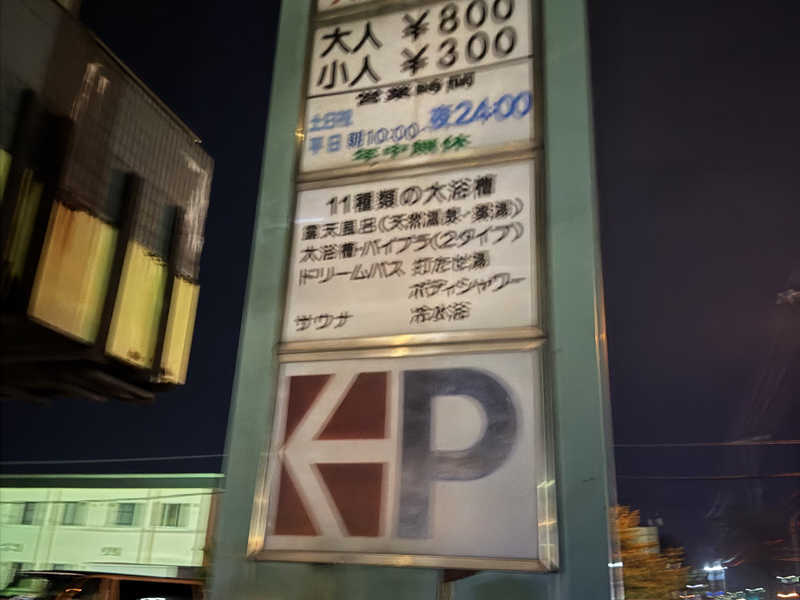 大人 ¥800
小人 ¥300
営業時間
土日祝
平日朝10:00/夜24:00
年中無休
11種類の大浴槽
露天風呂(天然温泉・薬湯)
大浴槽・バイブラ(2タイプ)
ドリームバス 打たせ湯
ボディシャワー
サウナ 冷水浴
P